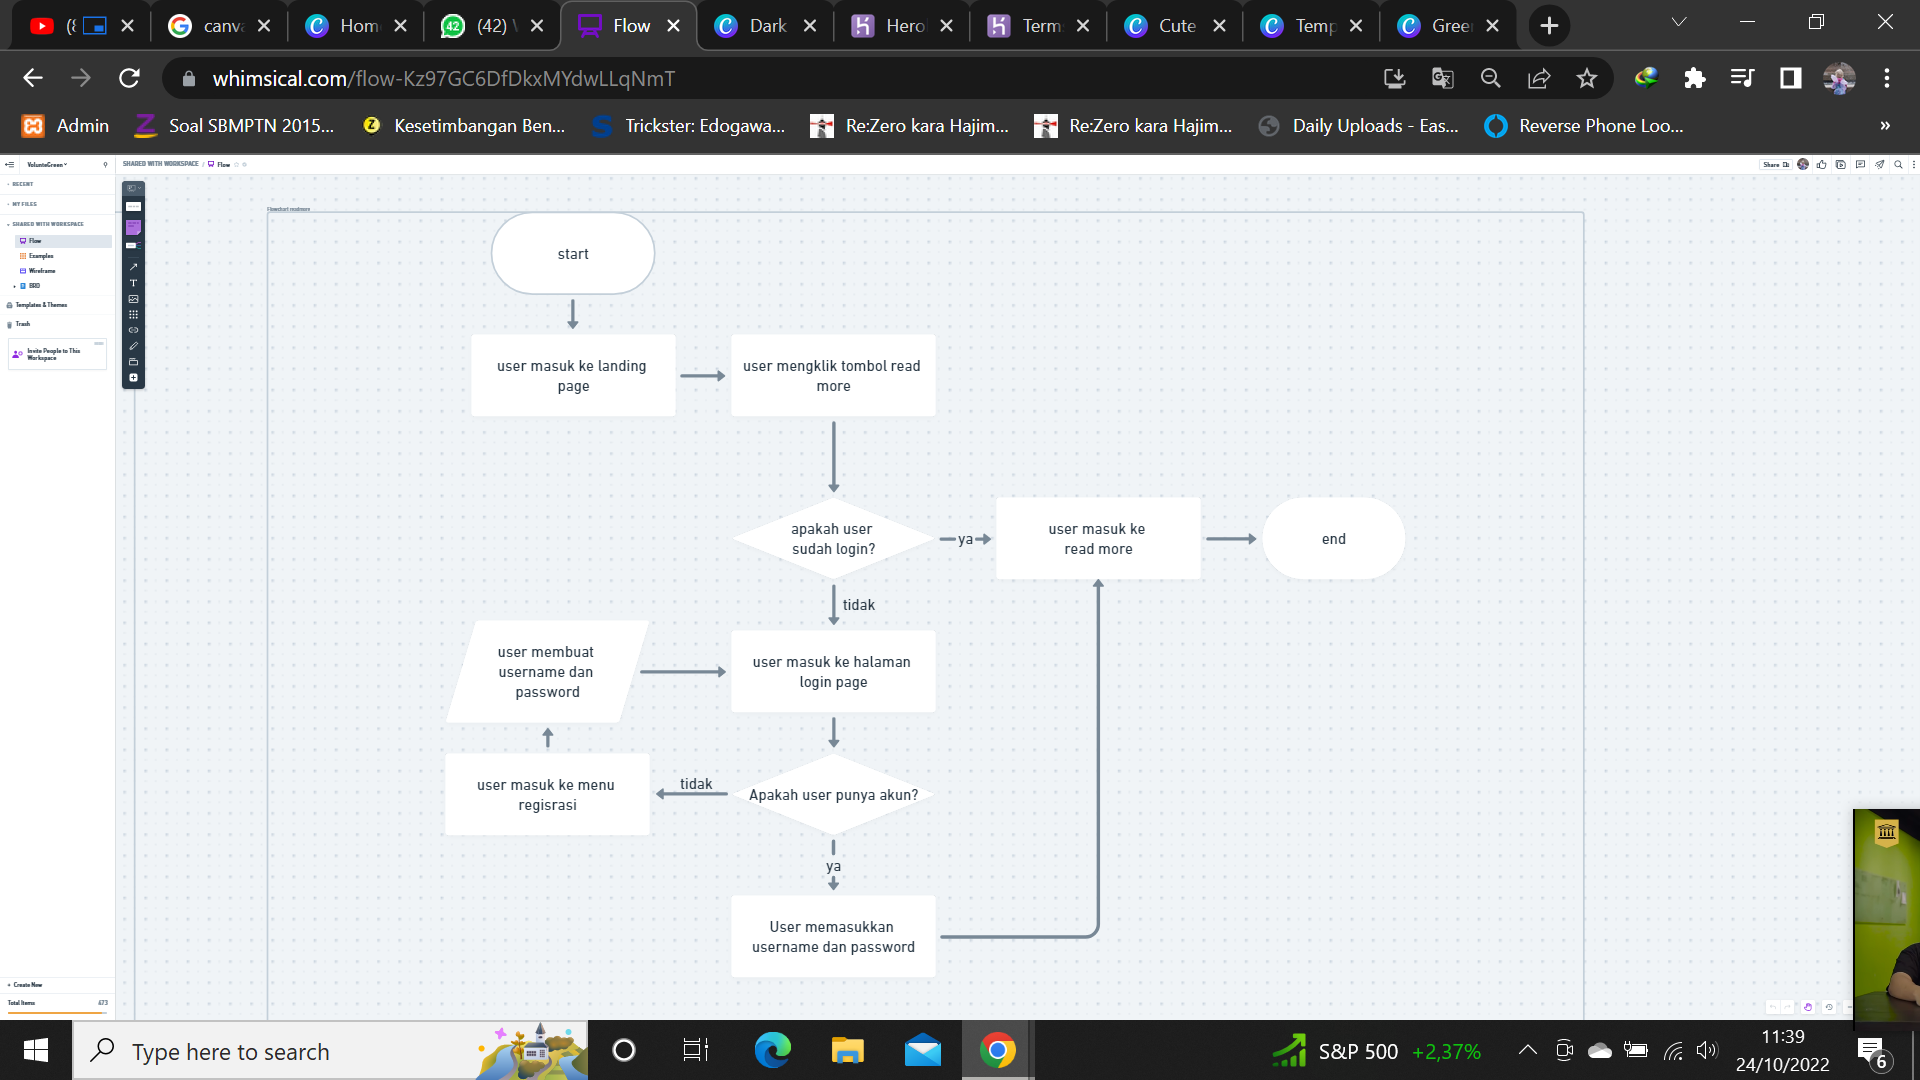 (8
canv
Hom
(42)
Flow
Dark
Hero
Term
Cute
Temp
Gree
whimsical.com/flow-Kz97GC6DfDkxMYdwLLqNmT
Admin
Soal SBMPTN 2015...
Kesetimbangan Ben...
Trickster: Edogawa...
Re:Zero kara Hajim...
Re:Zero kara Hajim...
Daily Uploads - Eas...
Reverse Phone Loo...
»
VolunteGreen
SHARED WITH WORKSPACE / Flow
Share
RECENT
MY FILES
SHARED WITH WORKSPACE
Flow
Examples
Wireframe
BRD
Templates & Themes
Trash
Invite People to This
Workspace
Flowchart readmore
start
user masuk ke landing
page
user mengklik tombol read
more
apakah user
sudah login?
ya
user masuk ke
read more
end
tidak
user membuat
username dan
password
user masuk ke halaman
login page
user masuk ke menu
regisrasi
tidak
Apakah user punya akun?
ya
User memasukkan
username dan password
+ Create New
Total Items
473
Type here to search
S&P 500 +2,37%
11:39
24/10/2022
6